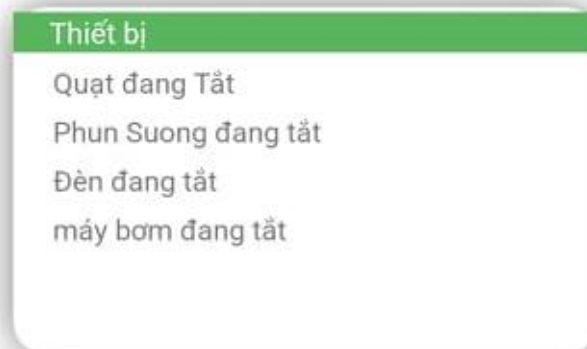 Thiết bị
Quạt đang Tắt
Phun Suong đang tắt
Đèn đang tắt
máy bơm đang tắt